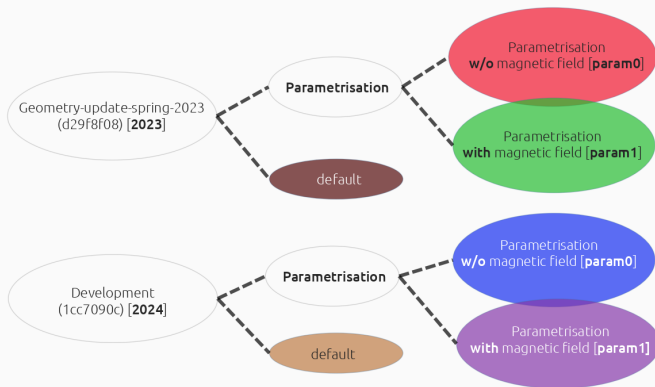 Parametrisation
w/o magnetic field [param0]
Parametrisation
Geometry-update-spring-2023
(d29f8f08) [2023]
Parametrisation
with magnetic field [param1]
default
Parametrisation
w/o magnetic field [param0]
Parametrisation
Development
(1cc7090c) [2024]
Parametrisation
with magnetic field [param1]
default